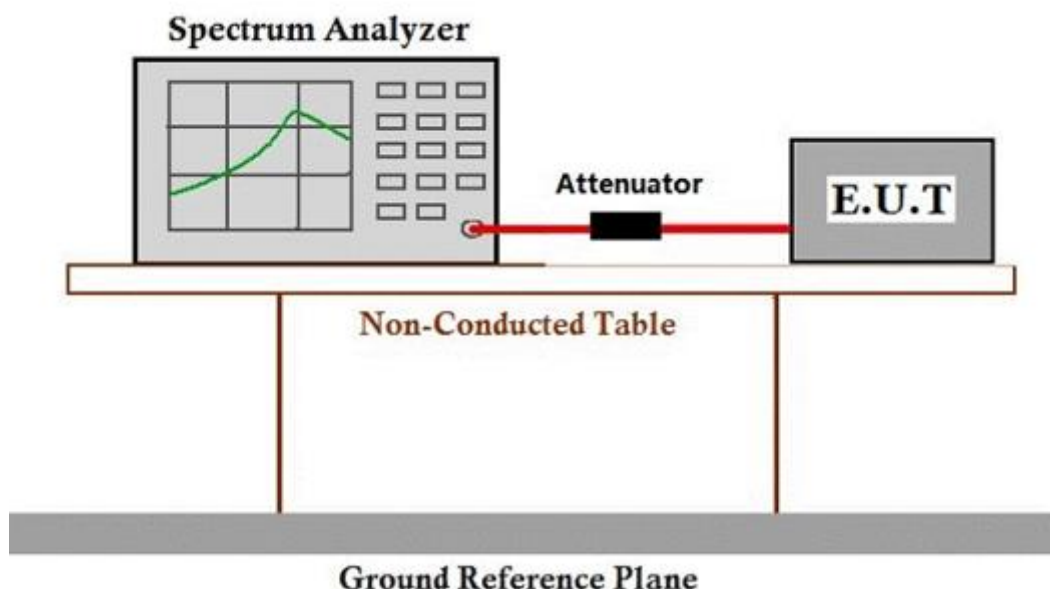 Spectrum Analyzer
Attenuator
E.U.T
Non-Conducted Table
Ground Reference Plane